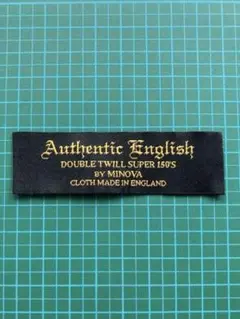 Authentic English
DOUBLE TWILL SUPER 150'S
BY MINOVA
CLOTH MADE IN ENGLAND